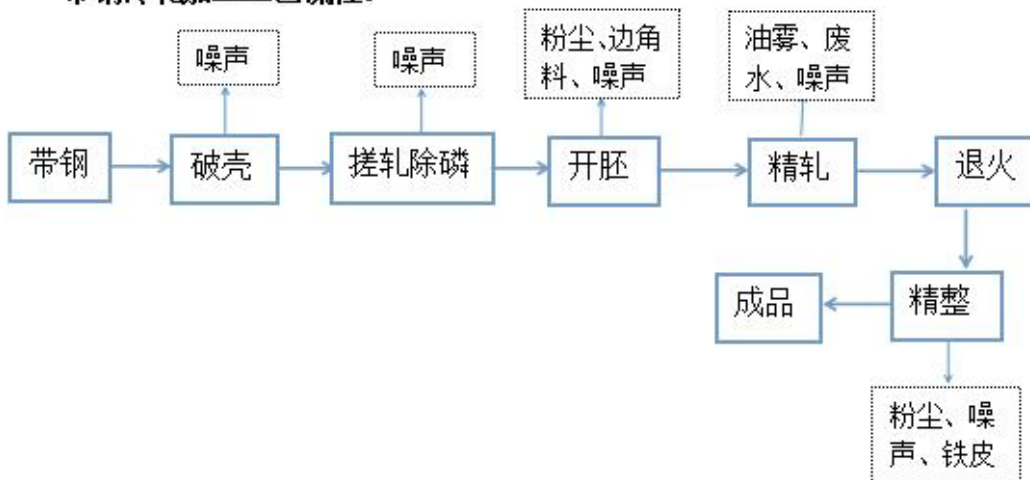 噪声
噪声
粉尘、边角
料、噪声
油雾、废
水、噪声
带钢
破壳
搓轧除磷
开胚
精轧
退火
成品
精整
粉尘、噪
声、铁皮